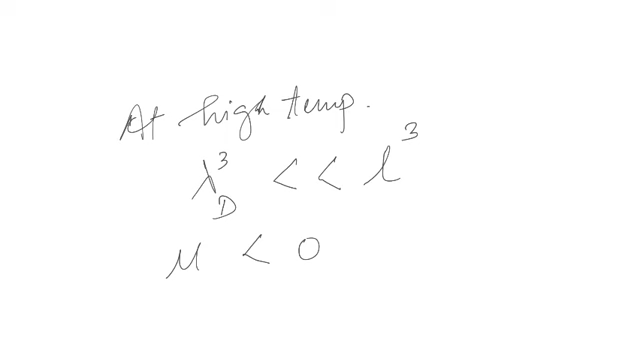 At high temp.
λ_D^3 << l^3
μ < 0